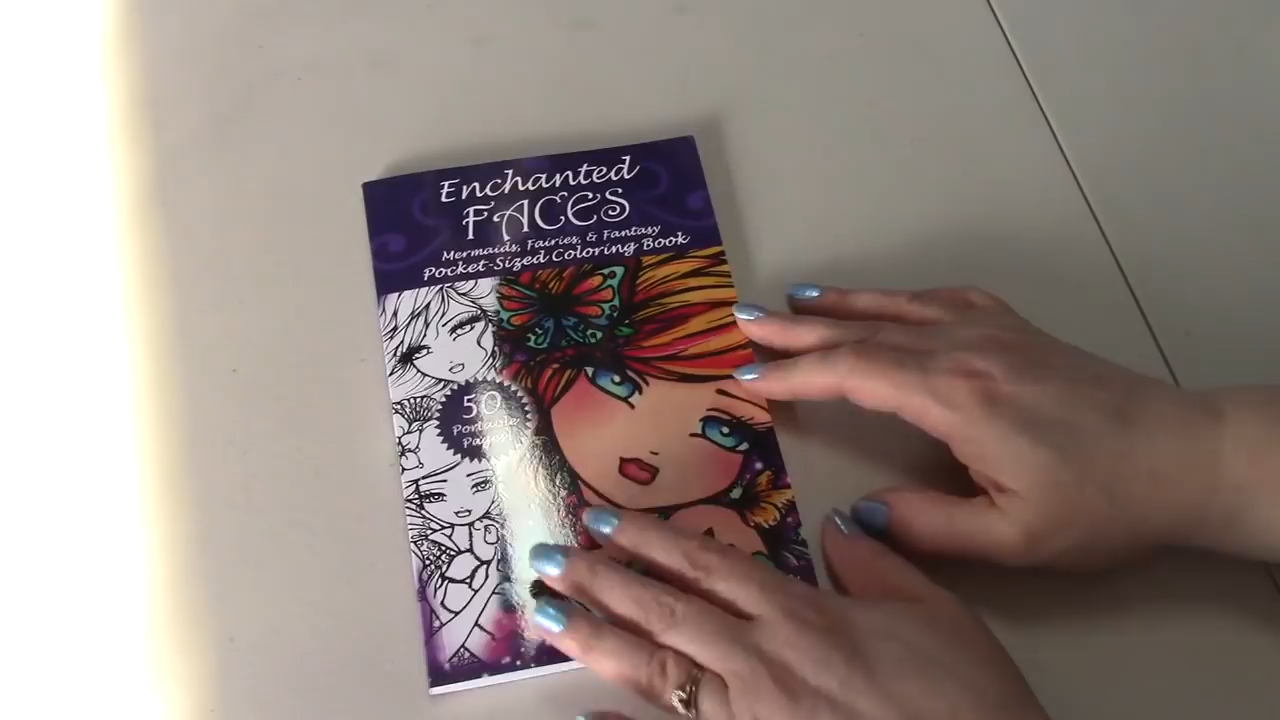 Enchanted
FACES
Mermaids, Fairies, & Fantasy
Pocket-Sized Coloring Book
50
Portable
Pages!